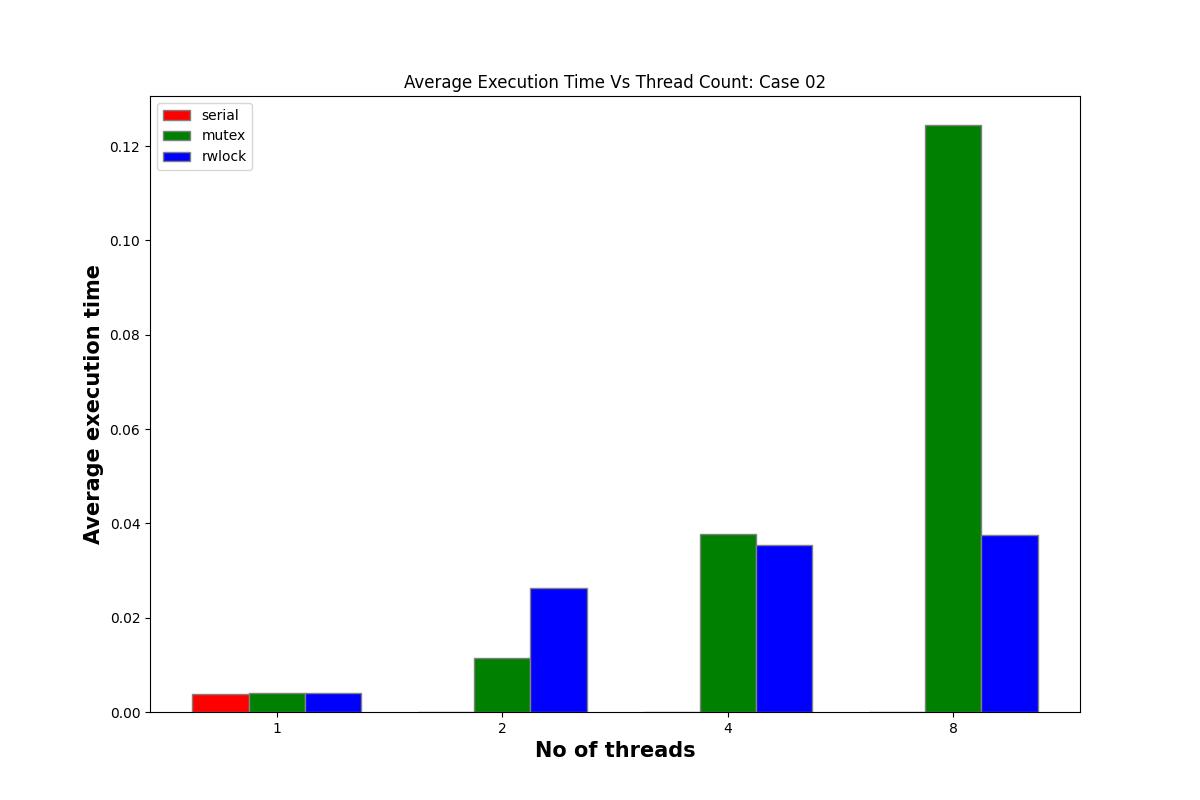 Average Execution Time Vs Thread Count: Case 02
serial
mutex
rwlock
0.12
0.10
0.08
0.06
0.04
0.02
0.00
Average execution time
1 2 4 8
No of threads